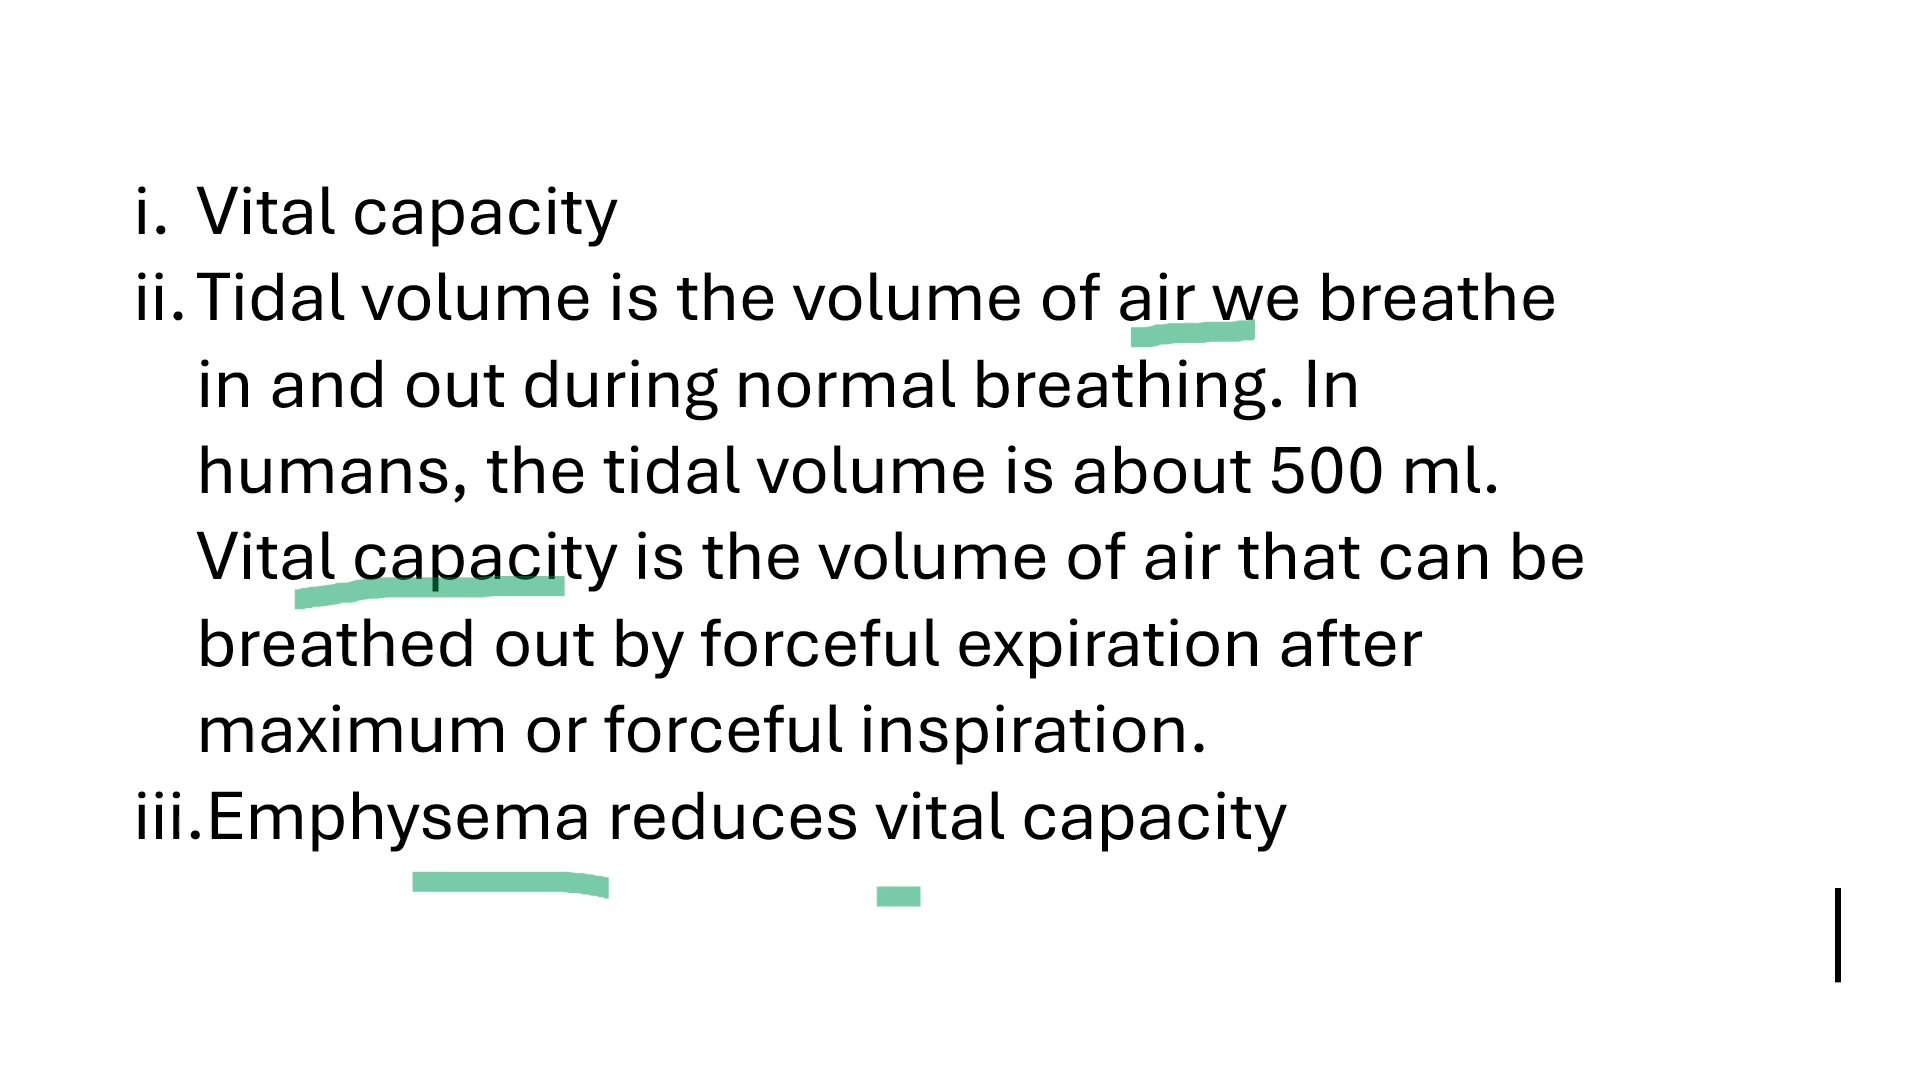 i. Vital capacity
ii. Tidal volume is the volume of air we breathe
in and out during normal breathing. In
humans, the tidal volume is about 500 ml.
Vital capacity is the volume of air that can be
breathed out by forceful expiration after
maximum or forceful inspiration.
iii.Emphysema reduces vital capacity